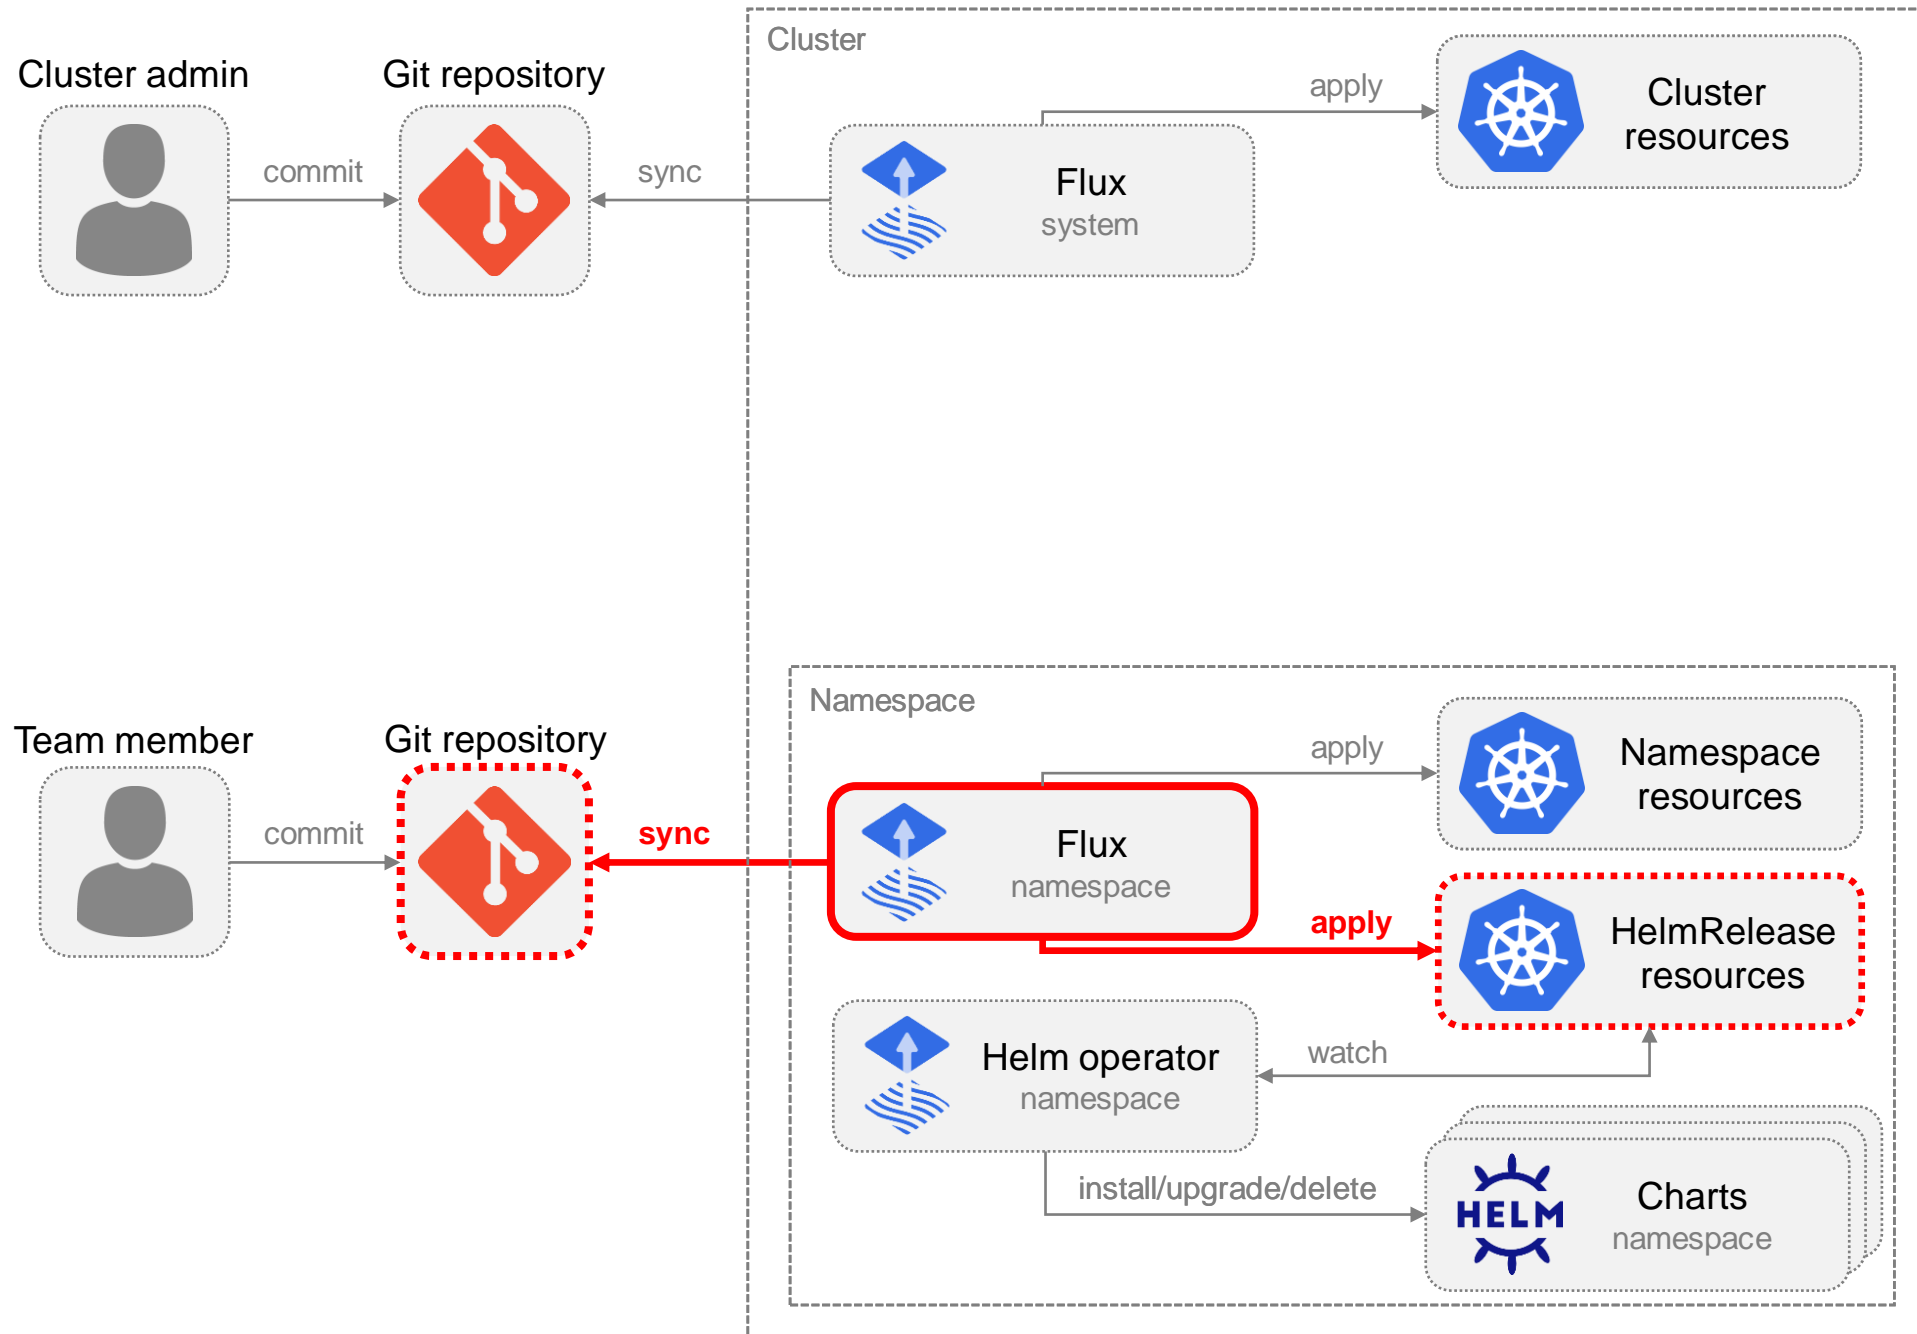 Cluster
Cluster admin
Git repository
commit
sync
Flux
system
apply
Cluster
resources
Namespace
Team member
Git repository
commit
sync
Flux
namespace
apply
Namespace
resources
apply
HelmRelease
resources
Helm operator
namespace
watch
install/upgrade/delete
HELM
Charts
namespace